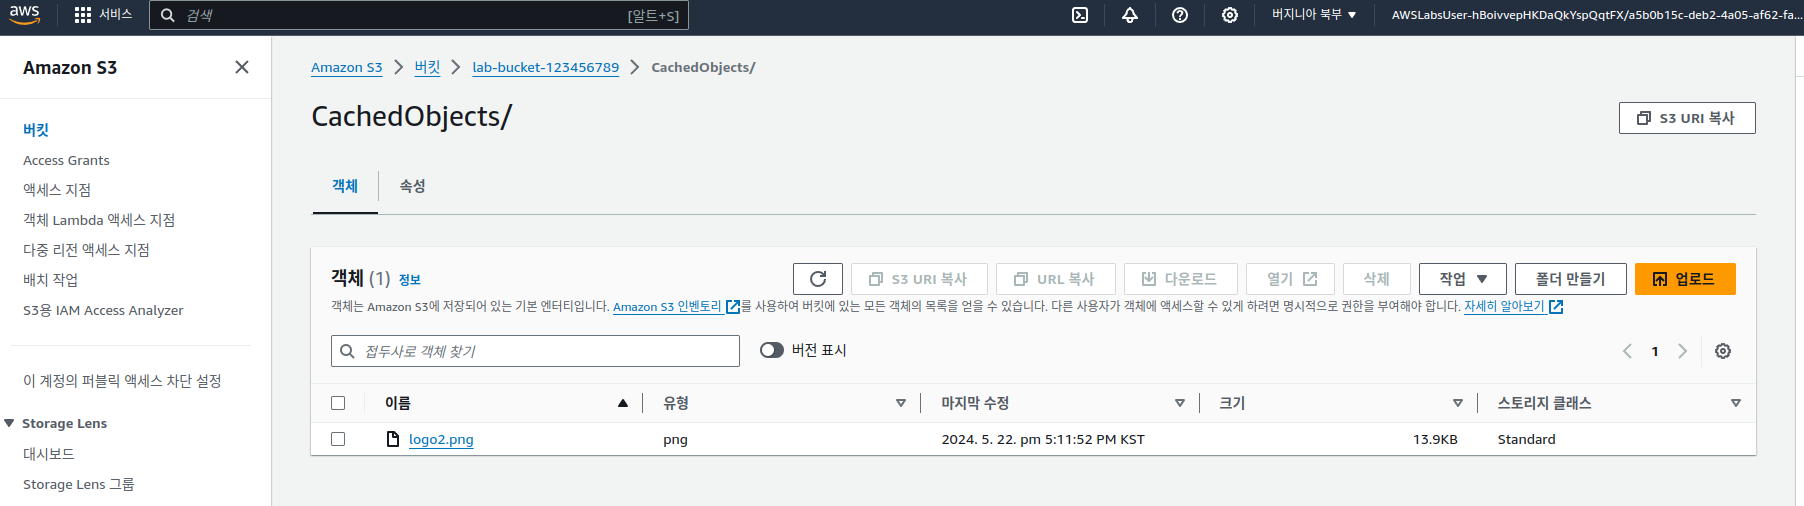 aws
서비스
검색
[알트+S]
버지니아 북부
AWSLabsUser-hBoivvepHKDaQkYspQqtFX/a5b0b15c-deb2-4a05-af62-fa...
Amazon S3
버킷
Access Grants
액세스 지점
객체 Lambda 액세스 지점
다중 리전 액세스 지점
배치 작업
S3용 IAM Access Analyzer
이 계정의 퍼블릭 액세스 차단 설정
Storage Lens
대시보드
Storage Lens 그룹
Amazon S3 버킷 lab-bucket-123456789 CachedObjects/
CachedObjects/
S3 URI 복사
객체 속성
객체 (1) 정보
S3 URI 복사 URL 복사 다운로드 열기 삭제 작업 폴더 만들기 업로드
객체는 Amazon S3에 저장되어 있는 기본 엔터티입니다. Amazon S3 인벤토리 를 사용하여 버킷에 있는 모든 객체의 목록을 얻을 수 있습니다. 다른 사용자가 객체에 액세스할 수 있게 하려면 명시적으로 권한을 부여해야 합니다. 자세히 알아보기
접두사로 객체 찾기
버전 표시
1
이름 유형 마지막 수정 크기 스토리지 클래스
logo2.png png 2024. 5. 22. pm 5:11:52 PM KST 13.9KB Standard